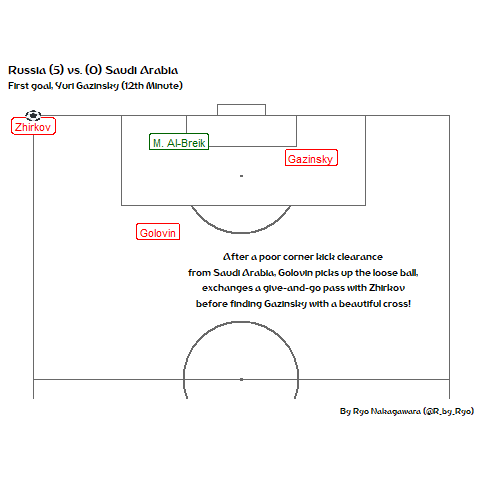 Russia (5) vs. (0) Saudi Arabia
First goal, Yuri Gazinsky (12th Minute)
Zhirkov
M. Al-Breik
Gazinsky
Golovin
After a poor corner kick clearance
from Saudi Arabia, Golovin picks up the loose ball,
exchanges a give-and-go pass with Zhirkov
before finding Gazinsky with a beautiful cross!
By Ryo Nakagawara (@R_by_Ryo)